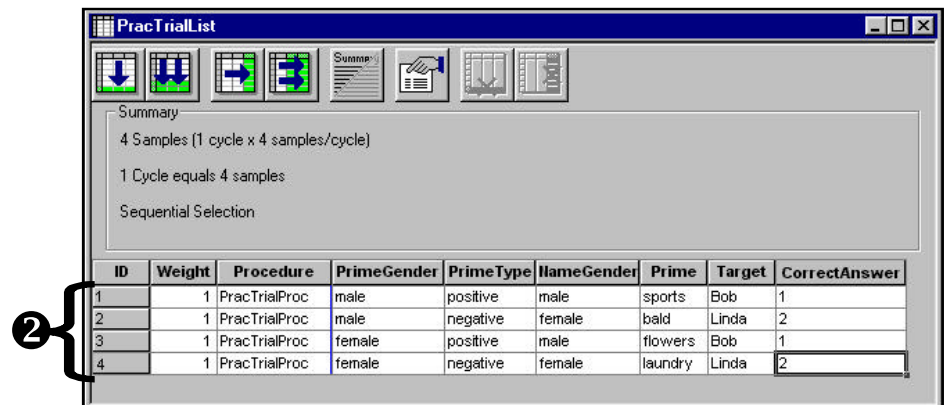 PracTrialList
Summary
Summary
4 Samples (1 cycle x 4 samples/cycle)
1 Cycle equals 4 samples
Sequential Selection
ID Weight Procedure PrimeGender PrimeType NameGender Prime Target CorrectAnswer
1 1 PracTrialProc male positive male sports Bob 1
2 1 PracTrialProc male negative female bald Linda 2
❷ 3 1 PracTrialProc female positive male flowers Bob 1
4 1 PracTrialProc female negative female laundry Linda 2